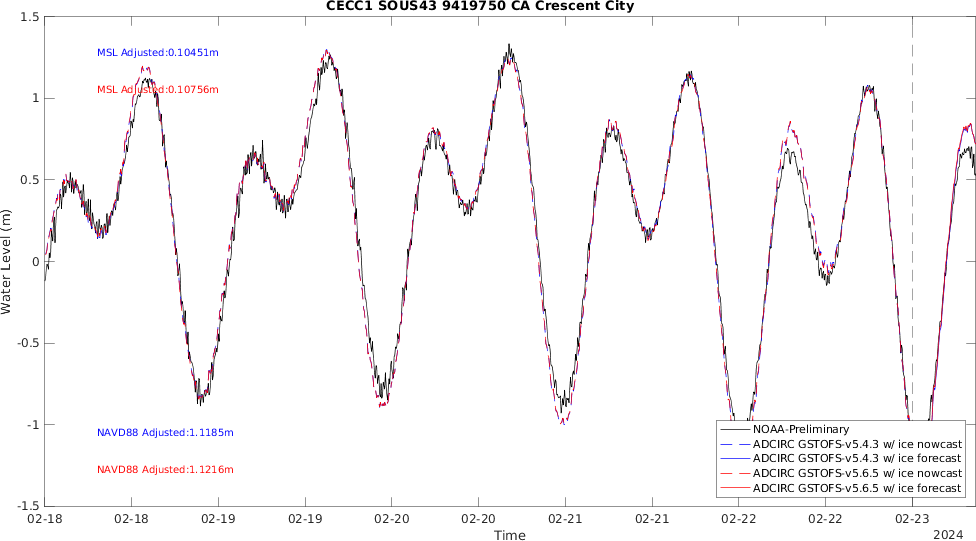 CECC1 SOUS43 9419750 CA Crescent City
1.5
1
0.5
0
-0.5
-1
-1.5
Water Level (m)
MSL Adjusted:0.10451m
MSL Adjusted:0.10756m
NAVD88 Adjusted:1.1185m
NAVD88 Adjusted:1.1216m
NOAA-Preliminary
ADCIRC GSTOFS-v5.4.3 w/ ice nowcast
ADCIRC GSTOFS-v5.4.3 w/ ice forecast
ADCIRC GSTOFS-v5.6.5 w/ ice nowcast
ADCIRC GSTOFS-v5.6.5 w/ ice forecast
02-18 02-18 02-19 02-19 02-20 02-20 02-21 02-21 02-22 02-22 02-23
Time
2024